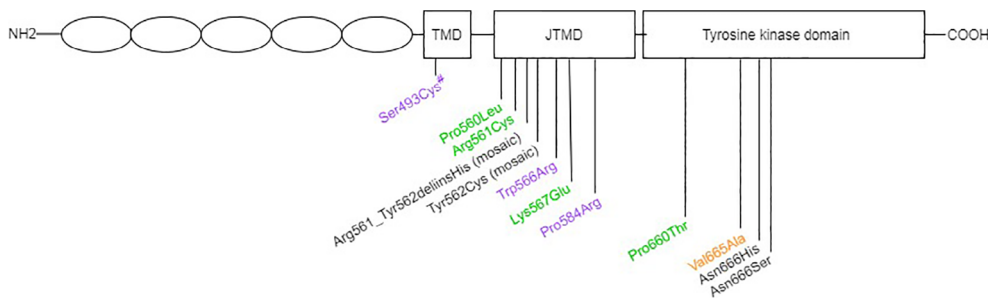 NH2
TMD
JTMD
Tyrosine kinase domain
COOH
Ser493Cys#
Pro560Leu
Arg561Cys
Arg561_Tyr562deliinsHis (mosaic)
Tyr562Cys (mosaic)
Trp566Arg
Lys567Glu
Pro584Arg
Pro660Thr
Val665Ala
Asn666His
Asn666Ser